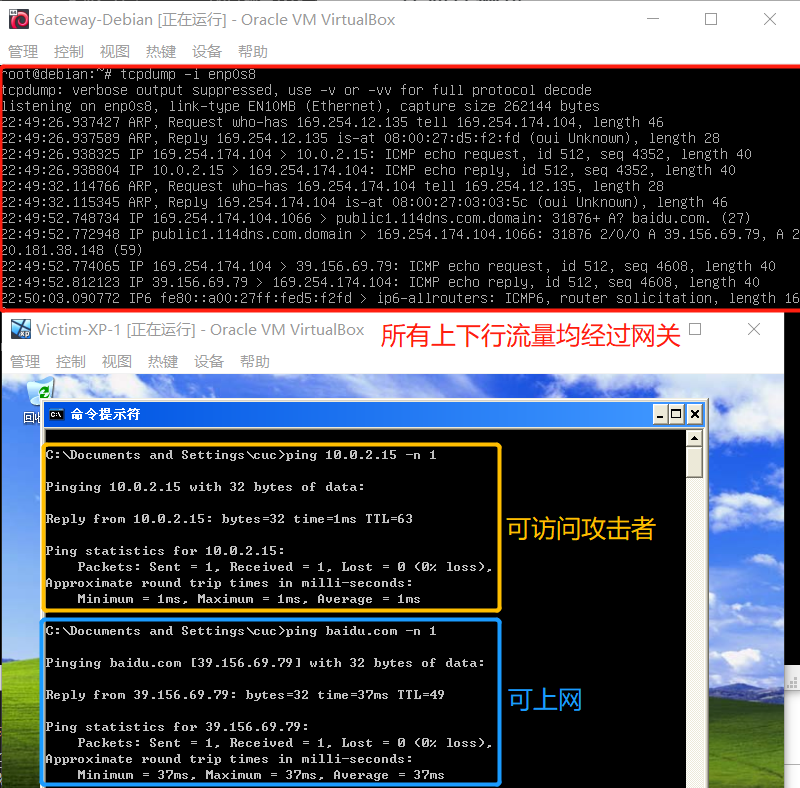 Gateway-Debian [正在运行] - Oracle VM VirtualBox
管理 控制 视图 热键 设备 帮助
root@debian:~# tcpdump -i enp0s8
tcpdump: verbose output suppressed, use -v or -vv for full protocol decode
listening on enp0s8, link-type EN10MB (Ethernet), capture size 262144 bytes
22:49:26.937427 ARP, Request who-has 169.254.12.135 tell 169.254.174.104, length 46
22:49:26.937589 ARP, Reply 169.254.12.135 is-at 08:00:27:d5:f2:fd (oui Unknown), length 28
22:49:26.938325 IP 169.254.174.104 > 10.0.2.15: ICMP echo request, id 512, seq 4352, length 40
22:49:26.938804 IP 10.0.2.15 > 169.254.174.104: ICMP echo reply, id 512, seq 4352, length 40
22:49:32.114766 ARP, Request who-has 169.254.174.104 tell 169.254.12.135, length 28
22:49:32.115345 ARP, Reply 169.254.174.104 is-at 08:00:27:03:03:5c (oui Unknown), length 46
22:49:52.748734 IP 169.254.174.104.1066 > public1.114dns.com.domain: 31876+ A? baidu.com. (27)
22:49:52.772948 IP public1.114dns.com.domain > 169.254.174.104.1066: 31876 2/0/0 A 39.156.69.79, A 2
20.181.38.148 (59)
22:49:52.774065 IP 169.254.174.104 > 39.156.69.79: ICMP echo request, id 512, seq 4608, length 40
22:49:52.812123 IP 39.156.69.79 > 169.254.174.104: ICMP echo reply, id 512, seq 4608, length 40
22:50:03.090772 IP6 fe80::a00:27ff:fed5:f2fd > ip6-allrouters: ICMP6, router solicitation, length 16
Victim-XP-1 [正在运行] - Oracle VM VirtualBox
所有上下行流量均经过网关
管理 控制 视图 热键 设备 帮助
回收
命令提示符
C:\Documents and Settings\cuc>ping 10.0.2.15 -n 1
Pinging 10.0.2.15 with 32 bytes of data:
Reply from 10.0.2.15: bytes=32 time=1ms TTL=63
可访问攻击者
Ping statistics for 10.0.2.15:
Packets: Sent = 1, Received = 1, Lost = 0 (0% loss),
Approximate round trip times in milli-seconds:
Minimum = 1ms, Maximum = 1ms, Average = 1ms
C:\Documents and Settings\cuc>ping baidu.com -n 1
Pinging baidu.com [39.156.69.79] with 32 bytes of data:
Reply from 39.156.69.79: bytes=32 time=37ms TTL=49
可上网
Ping statistics for 39.156.69.79:
Packets: Sent = 1, Received = 1, Lost = 0 (0% loss),
Approximate round trip times in milli-seconds:
Minimum = 37ms, Maximum = 37ms, Average = 37ms